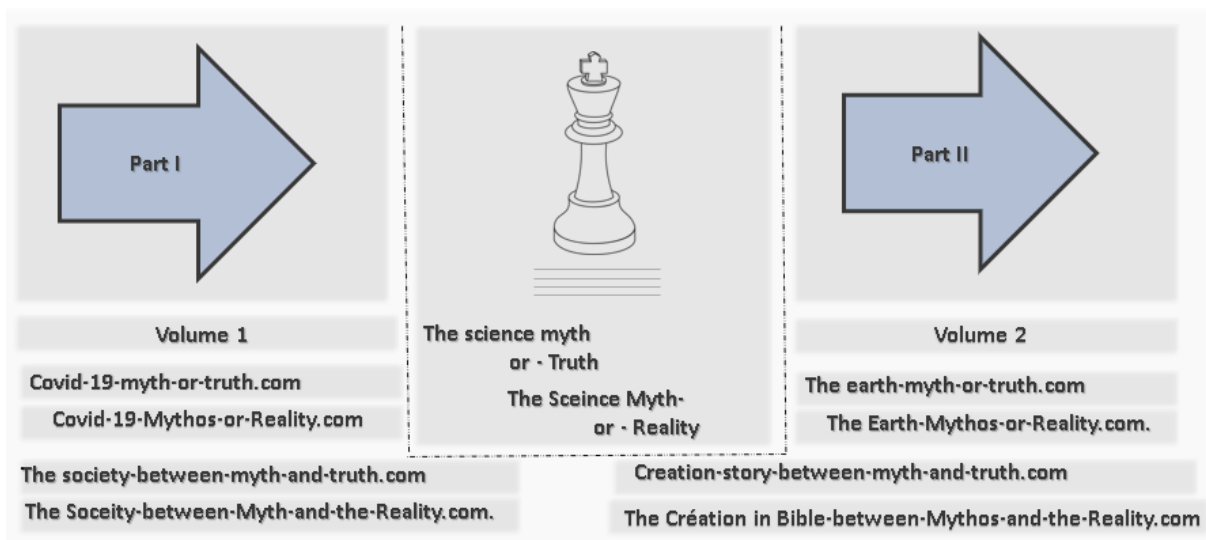 Part I
Part II
Volume 1
Covid-19-myth-or-truth.com
Covid-19-Mythos-or-Reality.com
The science myth
or - Truth
The Sceince Myth-
or - Reality
Volume 2
The earth-myth-or-truth.com
The Earth-Mythos-or-Reality.com.
The society-between-myth-and-truth.com
The Soceity-between-Myth-and-the-Reality.com.
Creation-story-between-myth-and-truth.com
The Création in Bible-between-Mythos-and-the-Reality.com